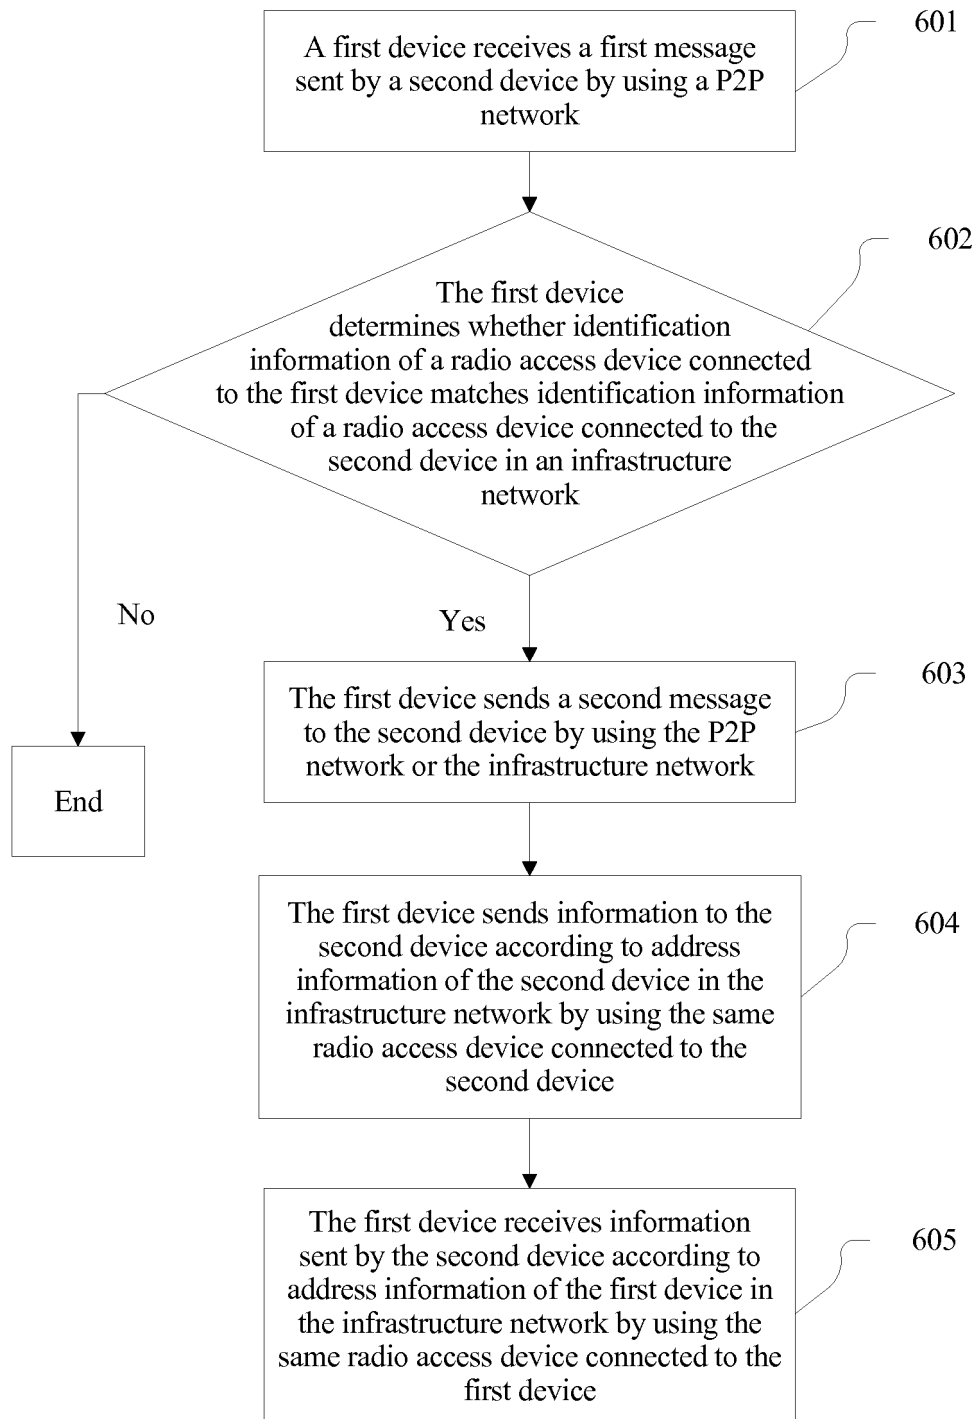 601
A first device receives a first message
sent by a second device by using a P2P
network
602
The first device
determines whether identification
information of a radio access device connected
to the first device matches identification information
of a radio access device connected to the
second device in an infrastructure
network
No
Yes
603
The first device sends a second message
to the second device by using the P2P
network or the infrastructure network
End
604
The first device sends information to the
second device according to address
information of the second device in the
infrastructure network by using the same
radio access device connected to the
second device
605
The first device receives information
sent by the second device according to
address information of the first device in
the infrastructure network by using the
same radio access device connected to the
first device